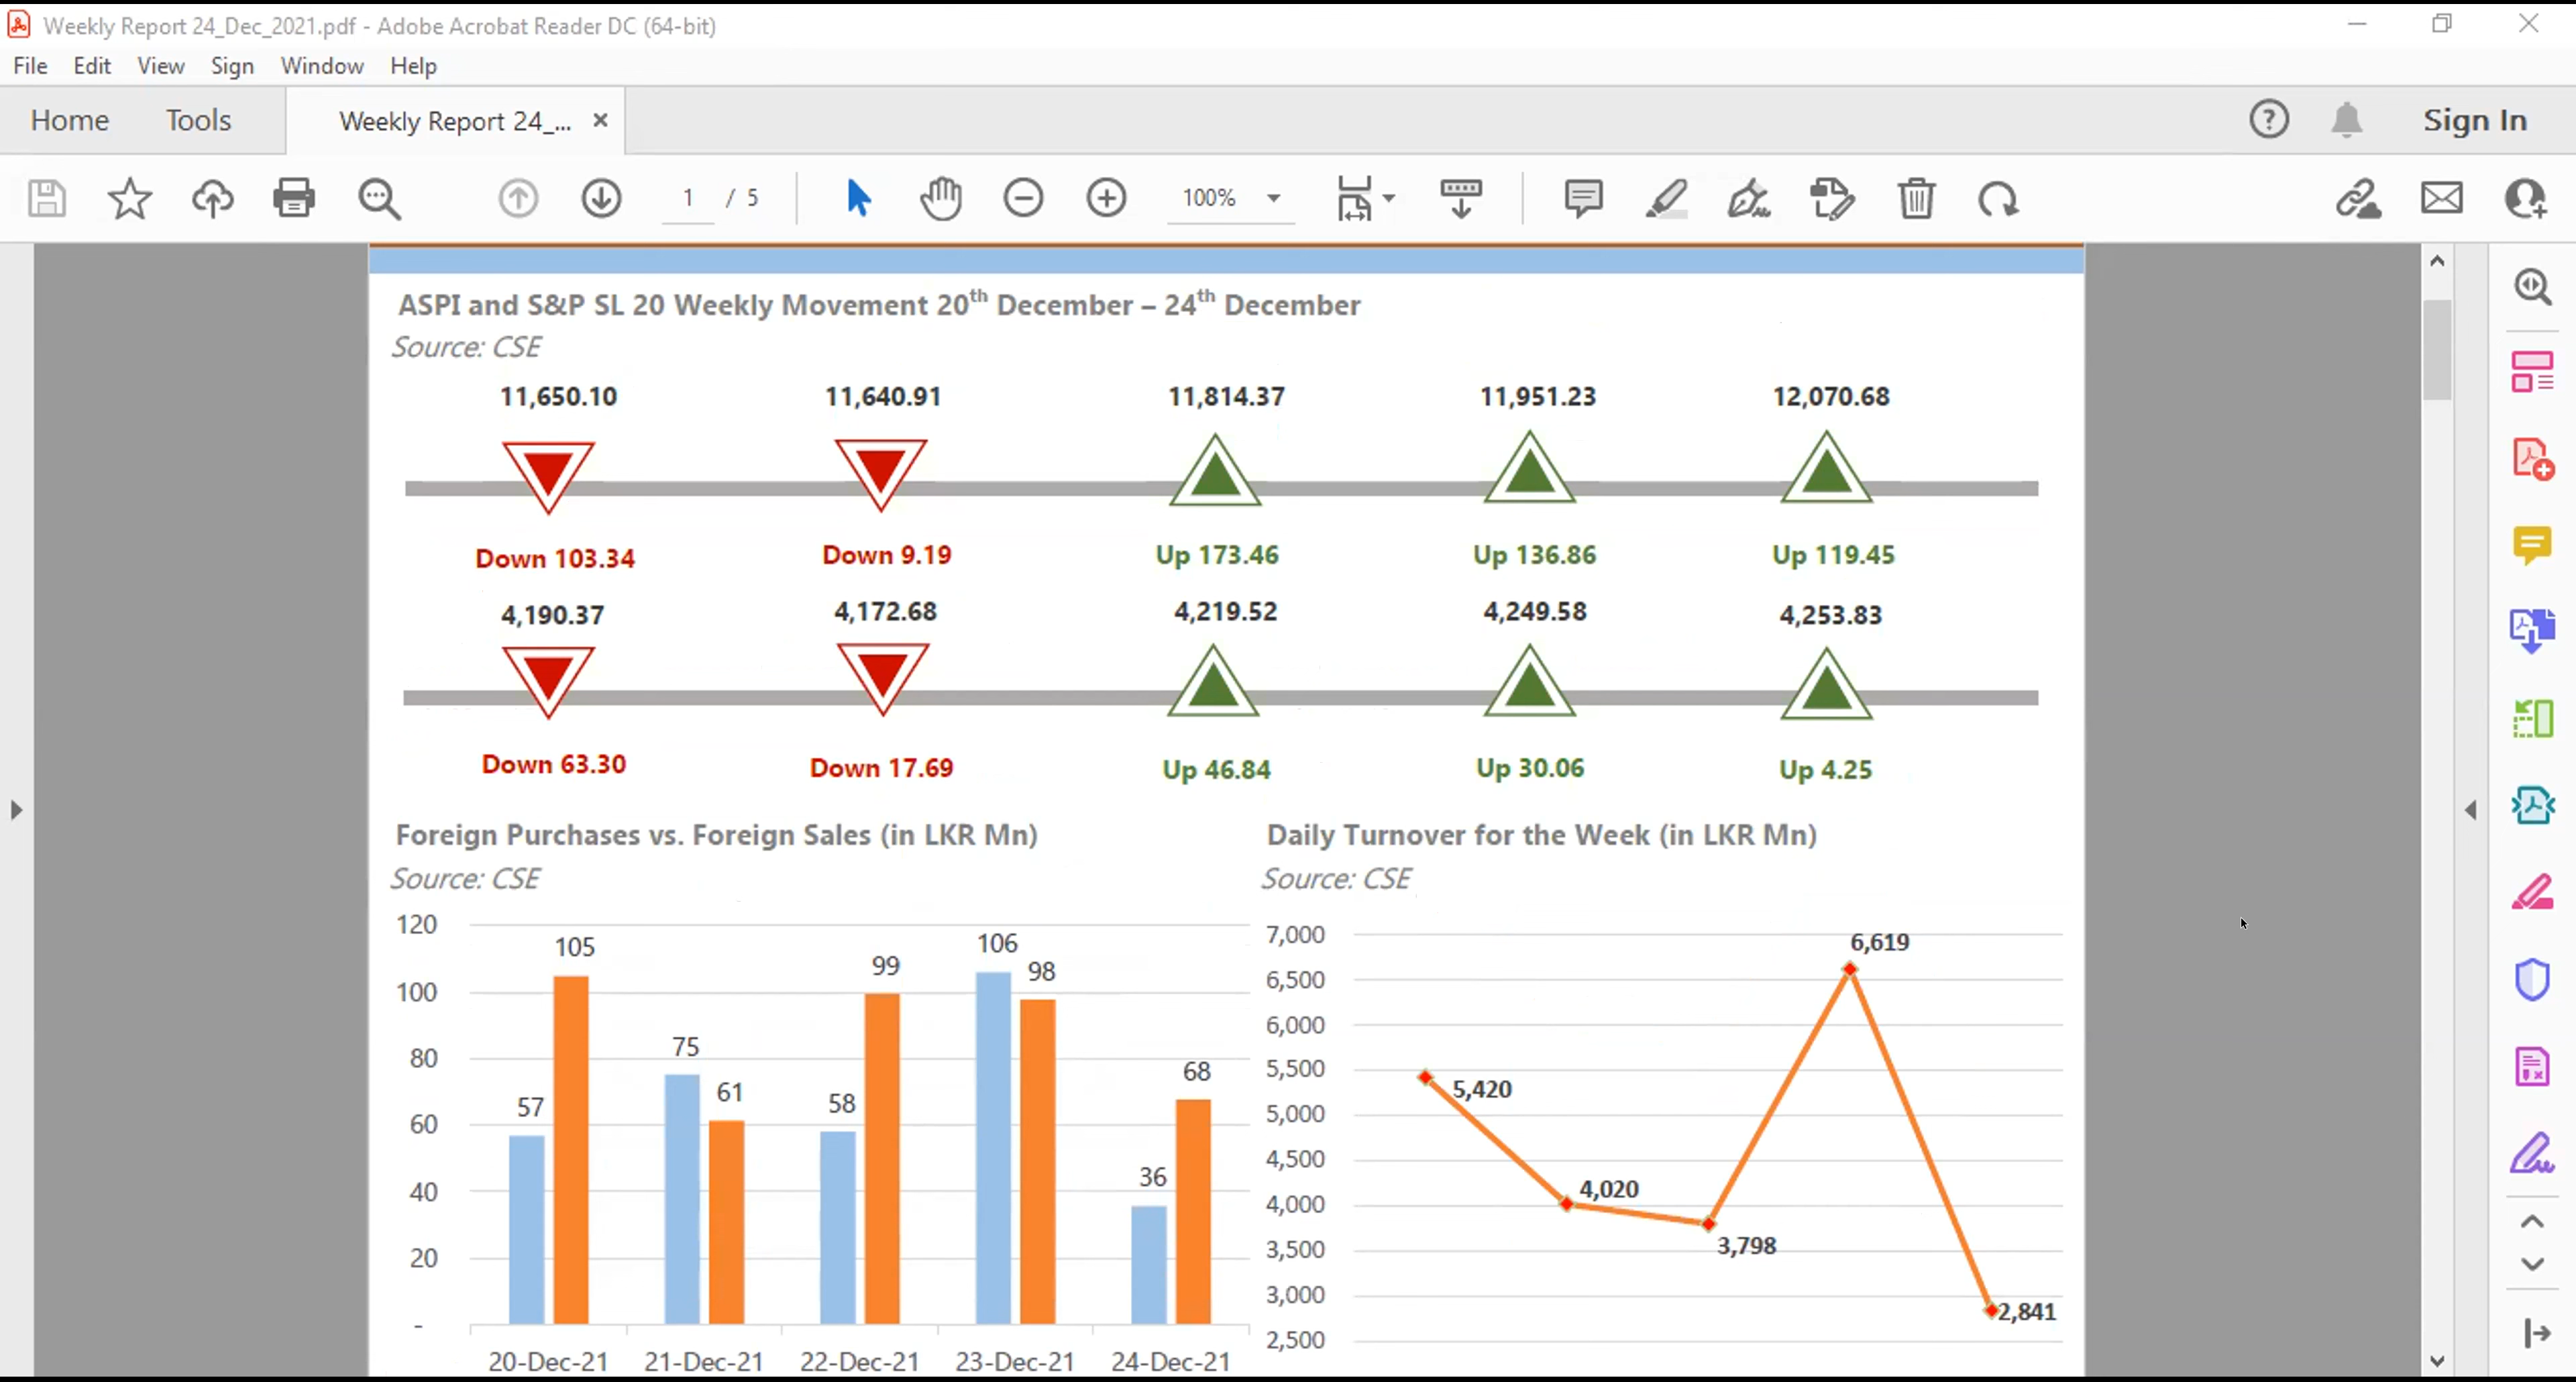 Weekly Report 24_Dec_2021.pdf - Adobe Acrobat Reader DC (64-bit)
File Edit View Sign Window Help
Home Tools Weekly Report 24_... × Sign In
1 / 5 100%
ASPI and S&P SL 20 Weekly Movement 20th December – 24th December
Source: CSE
11,650.10 11,640.91 11,814.37 11,951.23 12,070.68
Down 103.34 Down 9.19 Up 173.46 Up 136.86 Up 119.45
4,190.37 4,172.68 4,219.52 4,249.58 4,253.83
Down 63.30 Down 17.69 Up 46.84 Up 30.06 Up 4.25
Foreign Purchases vs. Foreign Sales (in LKR Mn)
Source: CSE
120
100
80
60
40
20
-
57 105 75 61 58 99 106 98 36 68
20-Dec-21 21-Dec-21 22-Dec-21 23-Dec-21 24-Dec-21
Daily Turnover for the Week (in LKR Mn)
Source: CSE
7,000
6,500
6,000
5,500
5,000
4,500
4,000
3,500
3,000
2,500
5,420 4,020 3,798 6,619 2,841